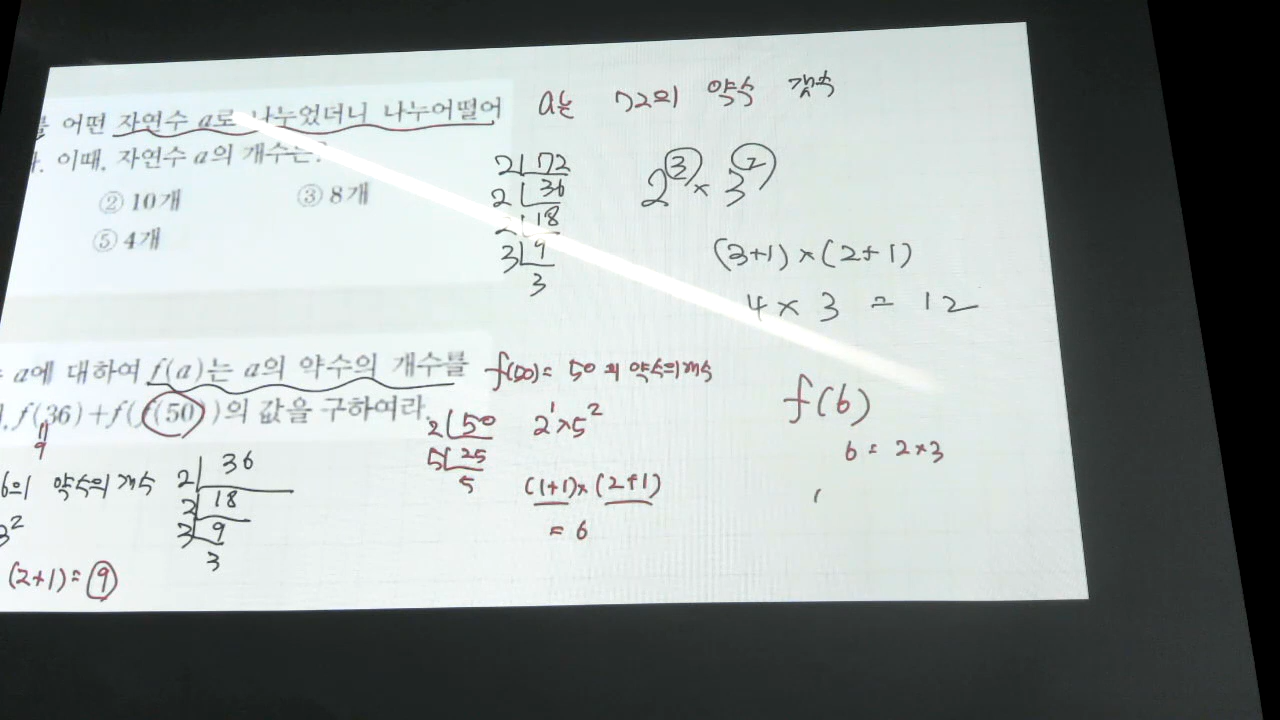 를 어떤 자연수 a로 나누었더니 나누어떨어
다. 이때, 자연수 a의 개수는?
② 10개 ③ 8개
⑤ 4개
a는 72의 약수 갯수
2 72
2 36
2 18
3 9
3
2³ × 3²
(3+1) × (2+1)
4 × 3 = 12
a에 대하여 f(a)는 a의 약수의 개수를
f(36)+f(f(50))의 값을 구하여라.
9
6의 약수의 개수
3²
(2+1) = 9
2 36
2 18
3 9
3
f(50) = 50의 약수의 개수
2 50
5 25
5
2¹ × 5²
(1+1) × (2+1)
= 6
f(6)
6 = 2 × 3
(